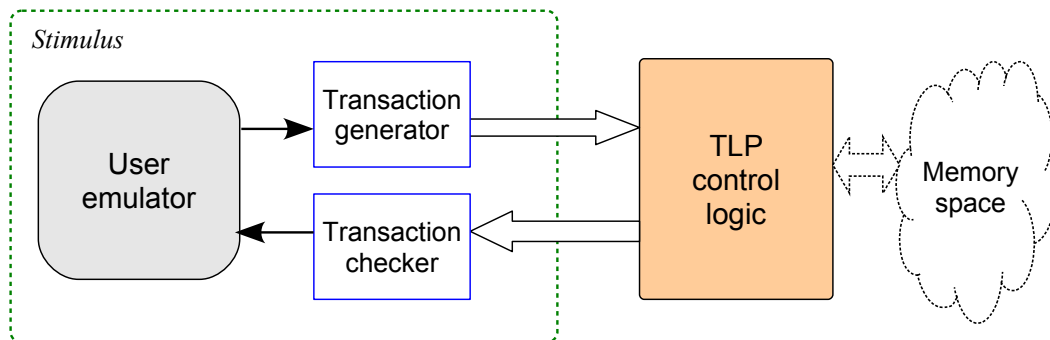 Stimulus
User
emulator
Transaction
generator
Transaction
checker
TLP
control
logic
Memory
space